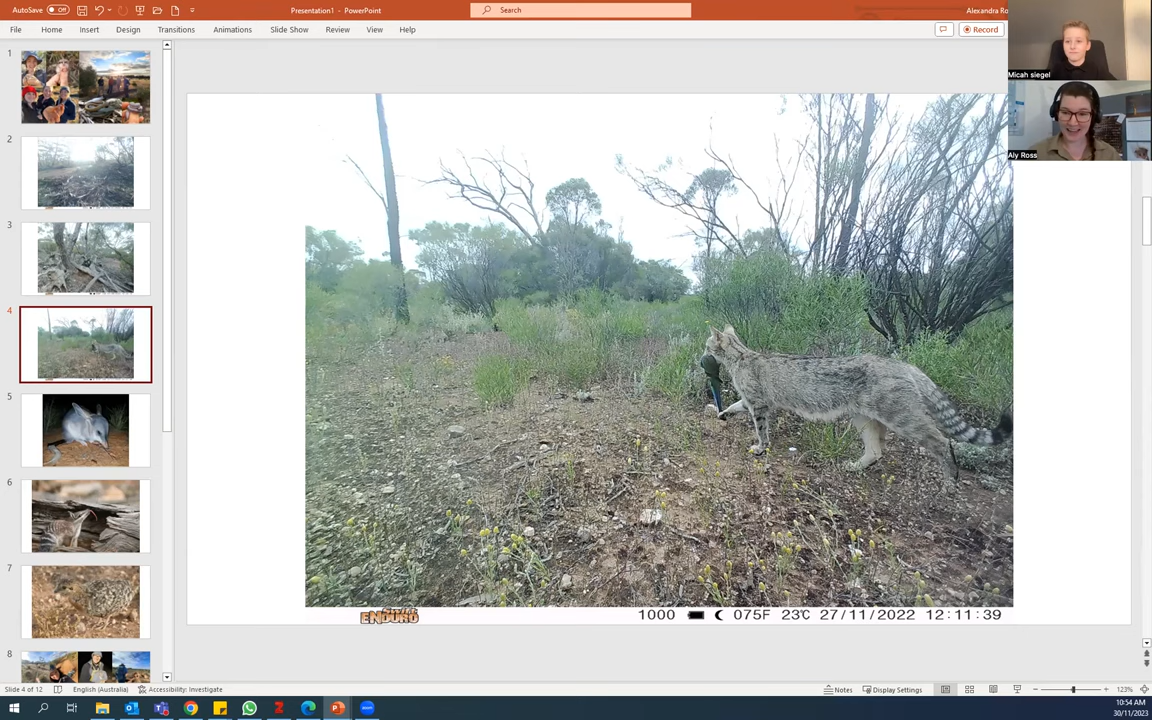 AutoSave Off
Presentation1 - PowerPoint
Search
Alexandra Ro
File Home Insert Design Transitions Animations Slide Show Review View Help
Record
Micah siegel
Aly Ross
1
2
3
4
5
6
7
8
ENDURO
1000 075F 23℃ 27/11/2022 12:11:39
Slide 4 of 12 English (Australia) Accessibility: Investigate
Notes Display Settings 123%
10:54 AM
30/11/2023